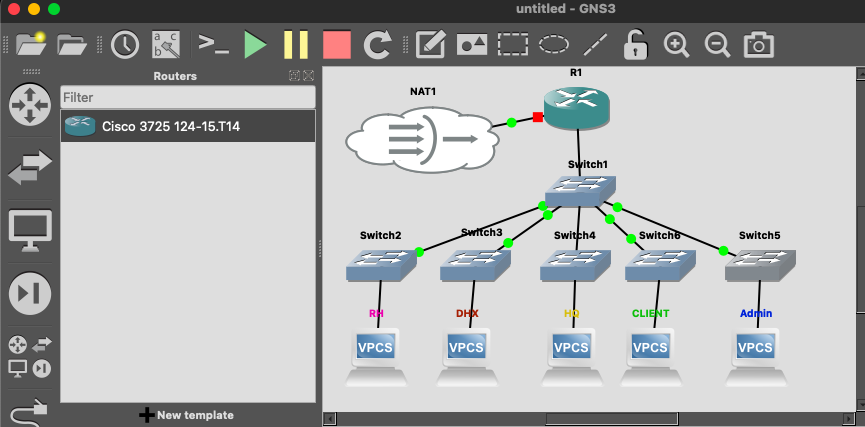 untitled - GNS3
Routers
Filter
Cisco 3725 124-15.T14
New template
R1
NAT1
Switch1
Switch2
Switch3
Switch4
Switch6
Switch5
RH
DHX
HQ
CLIENT
Admin
VPCS
VPCS
VPCS
VPCS
VPCS